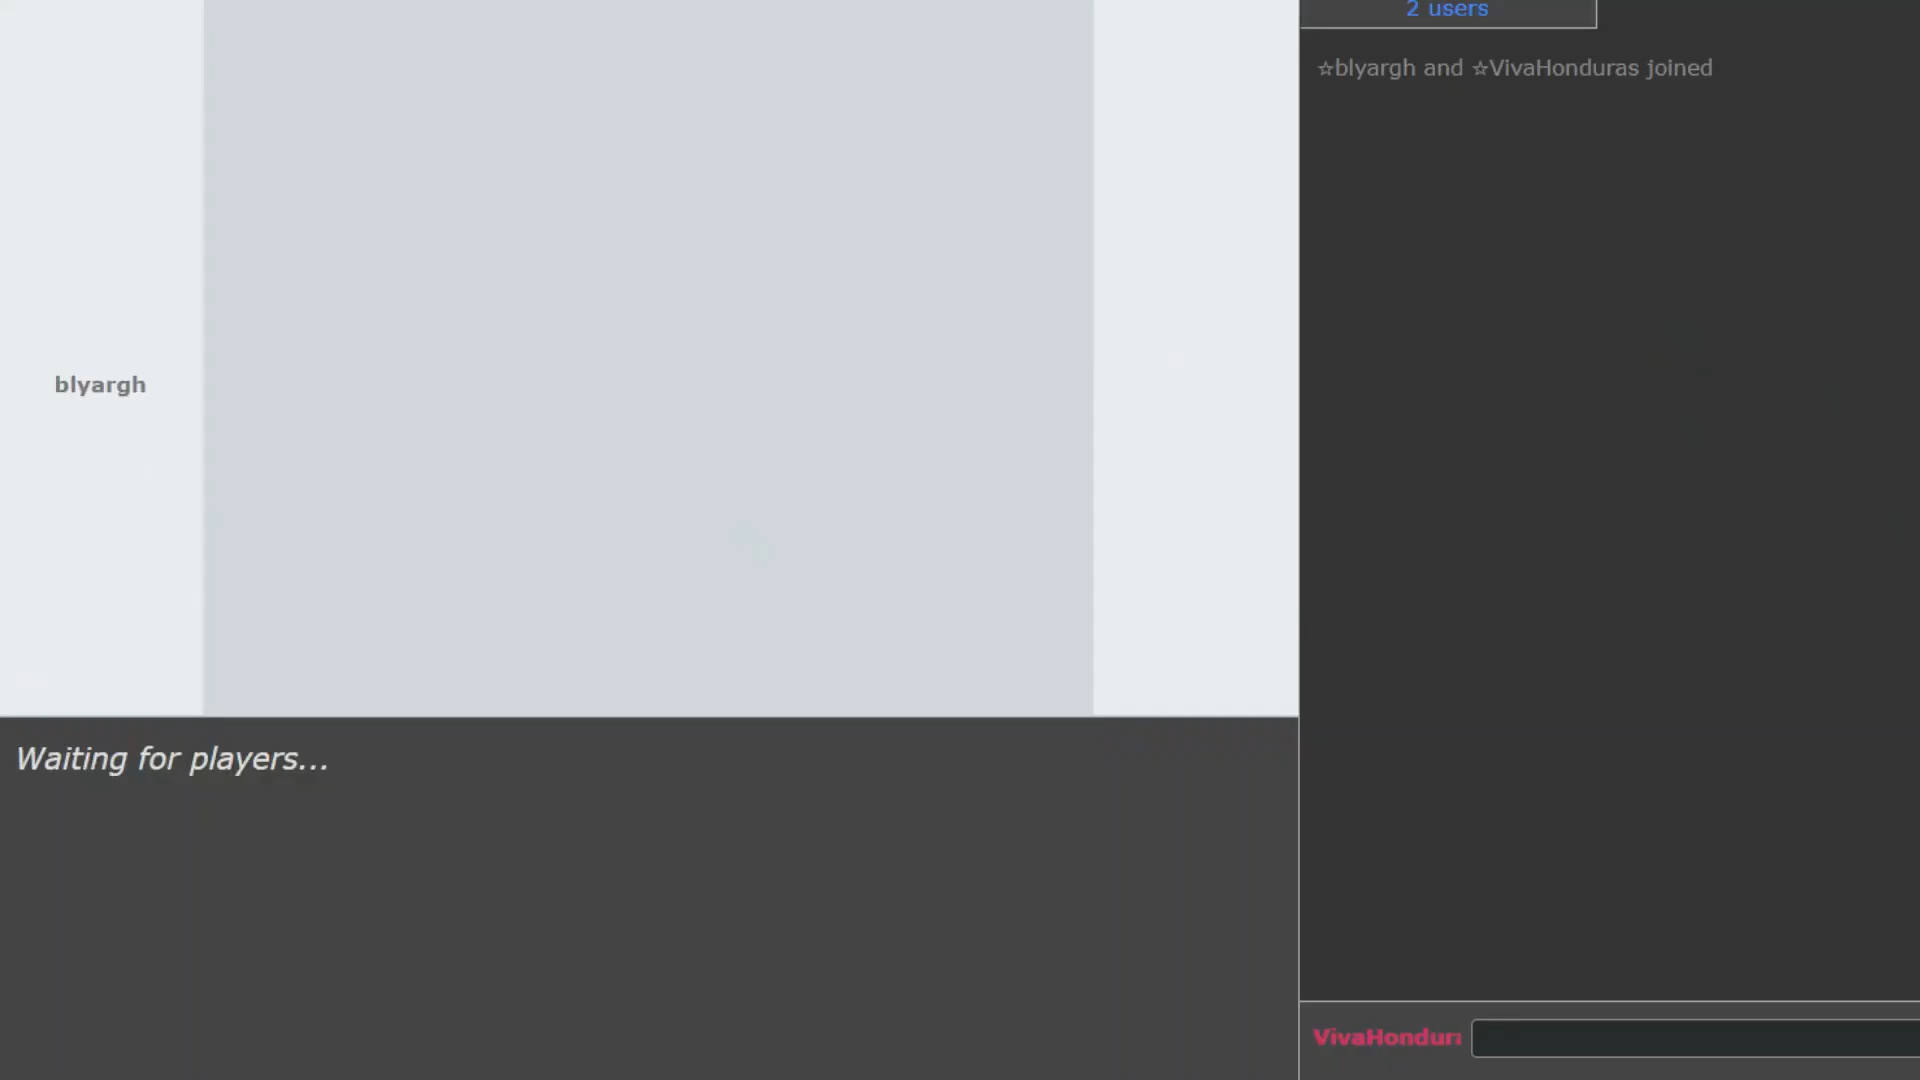 2 users
☆blyargh and ☆VivaHonduras joined
blyargh
Waiting for players...
VivaHondur